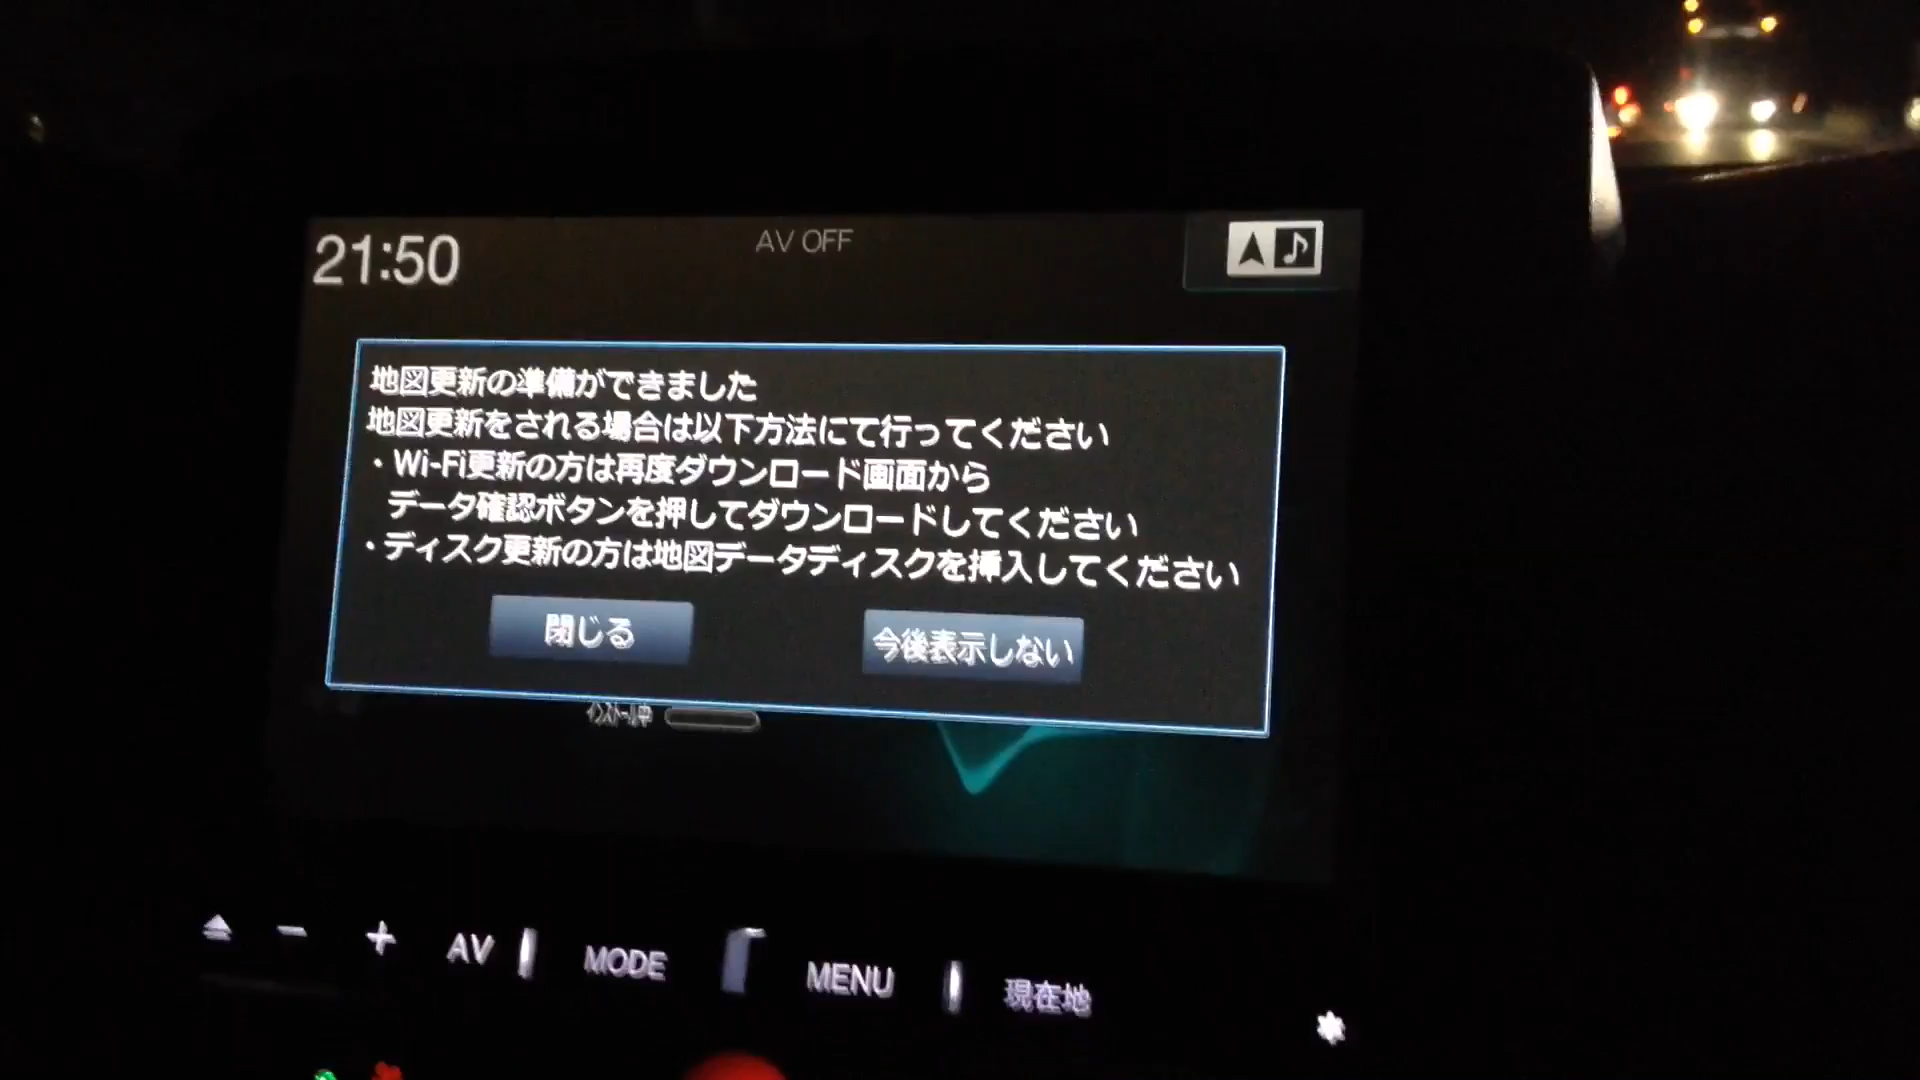 21:50
AV OFF
地図更新の準備ができました
地図更新をされる場合は以下方法にて行ってください
・Wi-Fi更新の方は再度ダウンロード画面から
データ確認ボタンを押してダウンロードしてください
・ディスク更新の方は地図データディスクを挿入してください
閉じる
今後表示しない
インストール中
AV
MODE
MENU
現在地